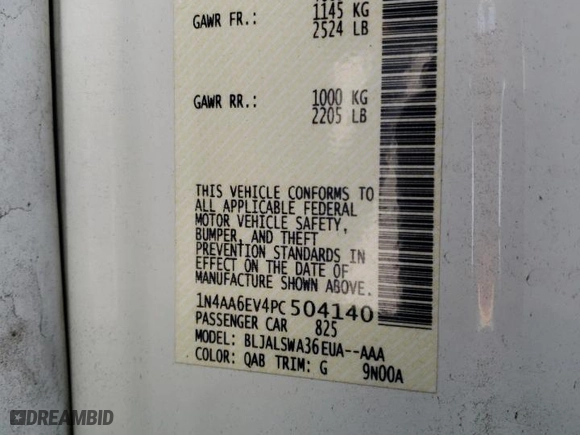 GAWR FR.: 1145 KG
2524 LB
GAWR RR.: 1000 KG
2205 LB
THIS VEHICLE CONFORMS TO
ALL APPLICABLE FEDERAL
MOTOR VEHICLE SAFETY,
BUMPER, AND THEFT
PREVENTION STANDARDS IN
EFFECT ON THE DATE OF
MANUFACTURE SHOWN ABOVE.
1N4AA6EV4PC504140
PASSENGER CAR 825
MODEL: BLJALSWA36EUA--AAA
COLOR: QAB TRIM: G 9N00A
DREAMBID